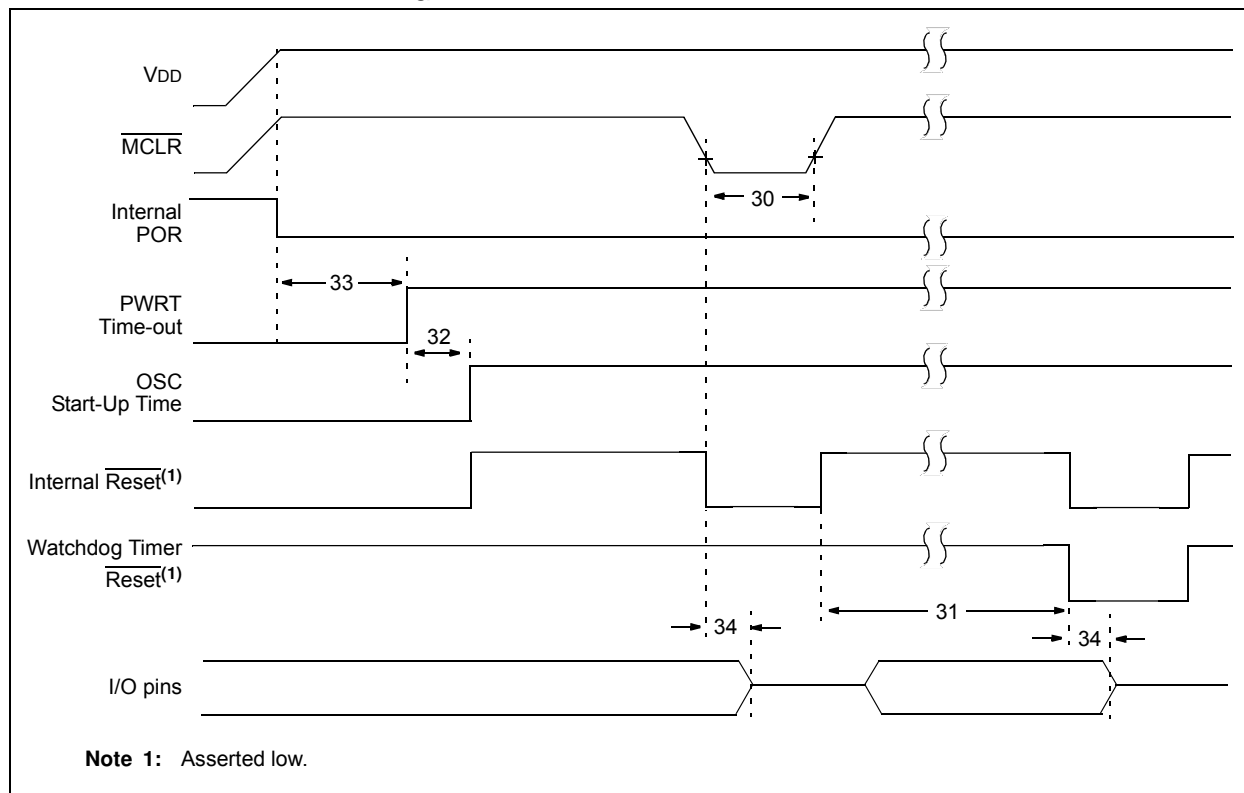 VDD
MCLR
30
Internal
POR
33
PWRT
Time-out
32
OSC
Start-Up Time
Internal Reset(1)
Watchdog Timer
Reset(1)
31
34
34
I/O pins
Note 1: Asserted low.